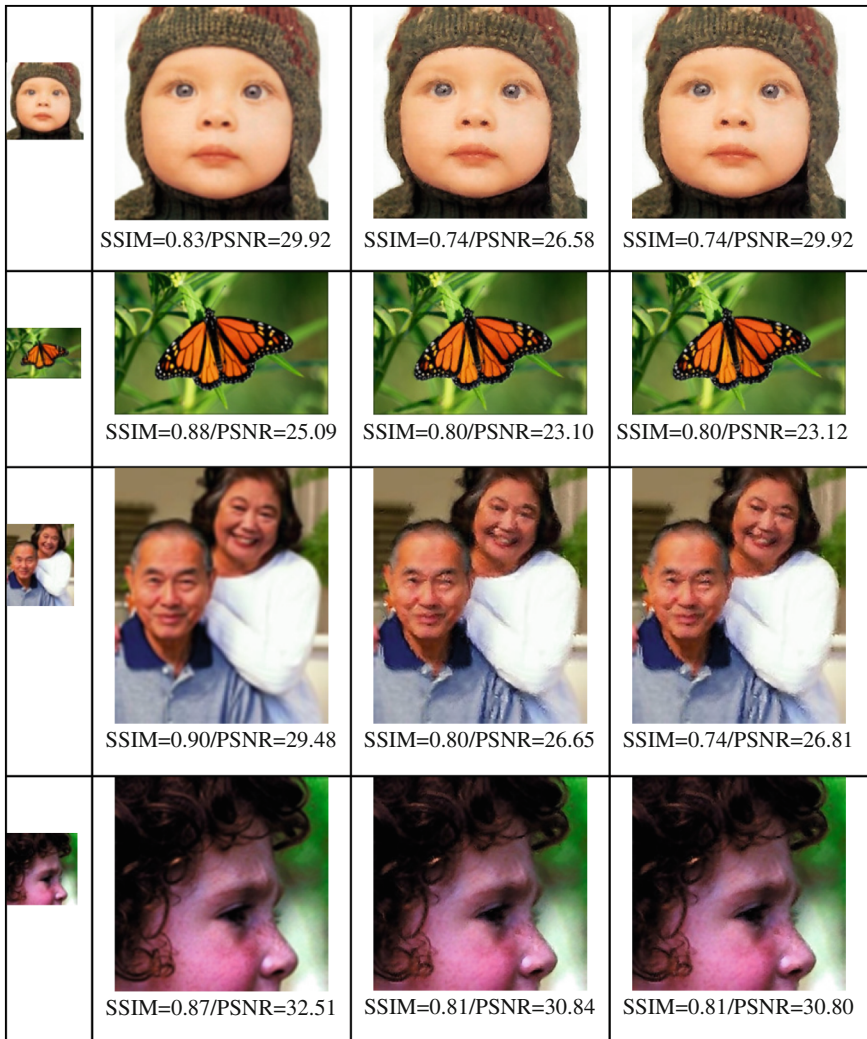 SSIM=0.83/PSNR=29.92 SSIM=0.74/PSNR=26.58 SSIM=0.74/PSNR=29.92
SSIM=0.88/PSNR=25.09 SSIM=0.80/PSNR=23.10 SSIM=0.80/PSNR=23.12
SSIM=0.90/PSNR=29.48 SSIM=0.80/PSNR=26.65 SSIM=0.74/PSNR=26.81
SSIM=0.87/PSNR=32.51 SSIM=0.81/PSNR=30.84 SSIM=0.81/PSNR=30.80